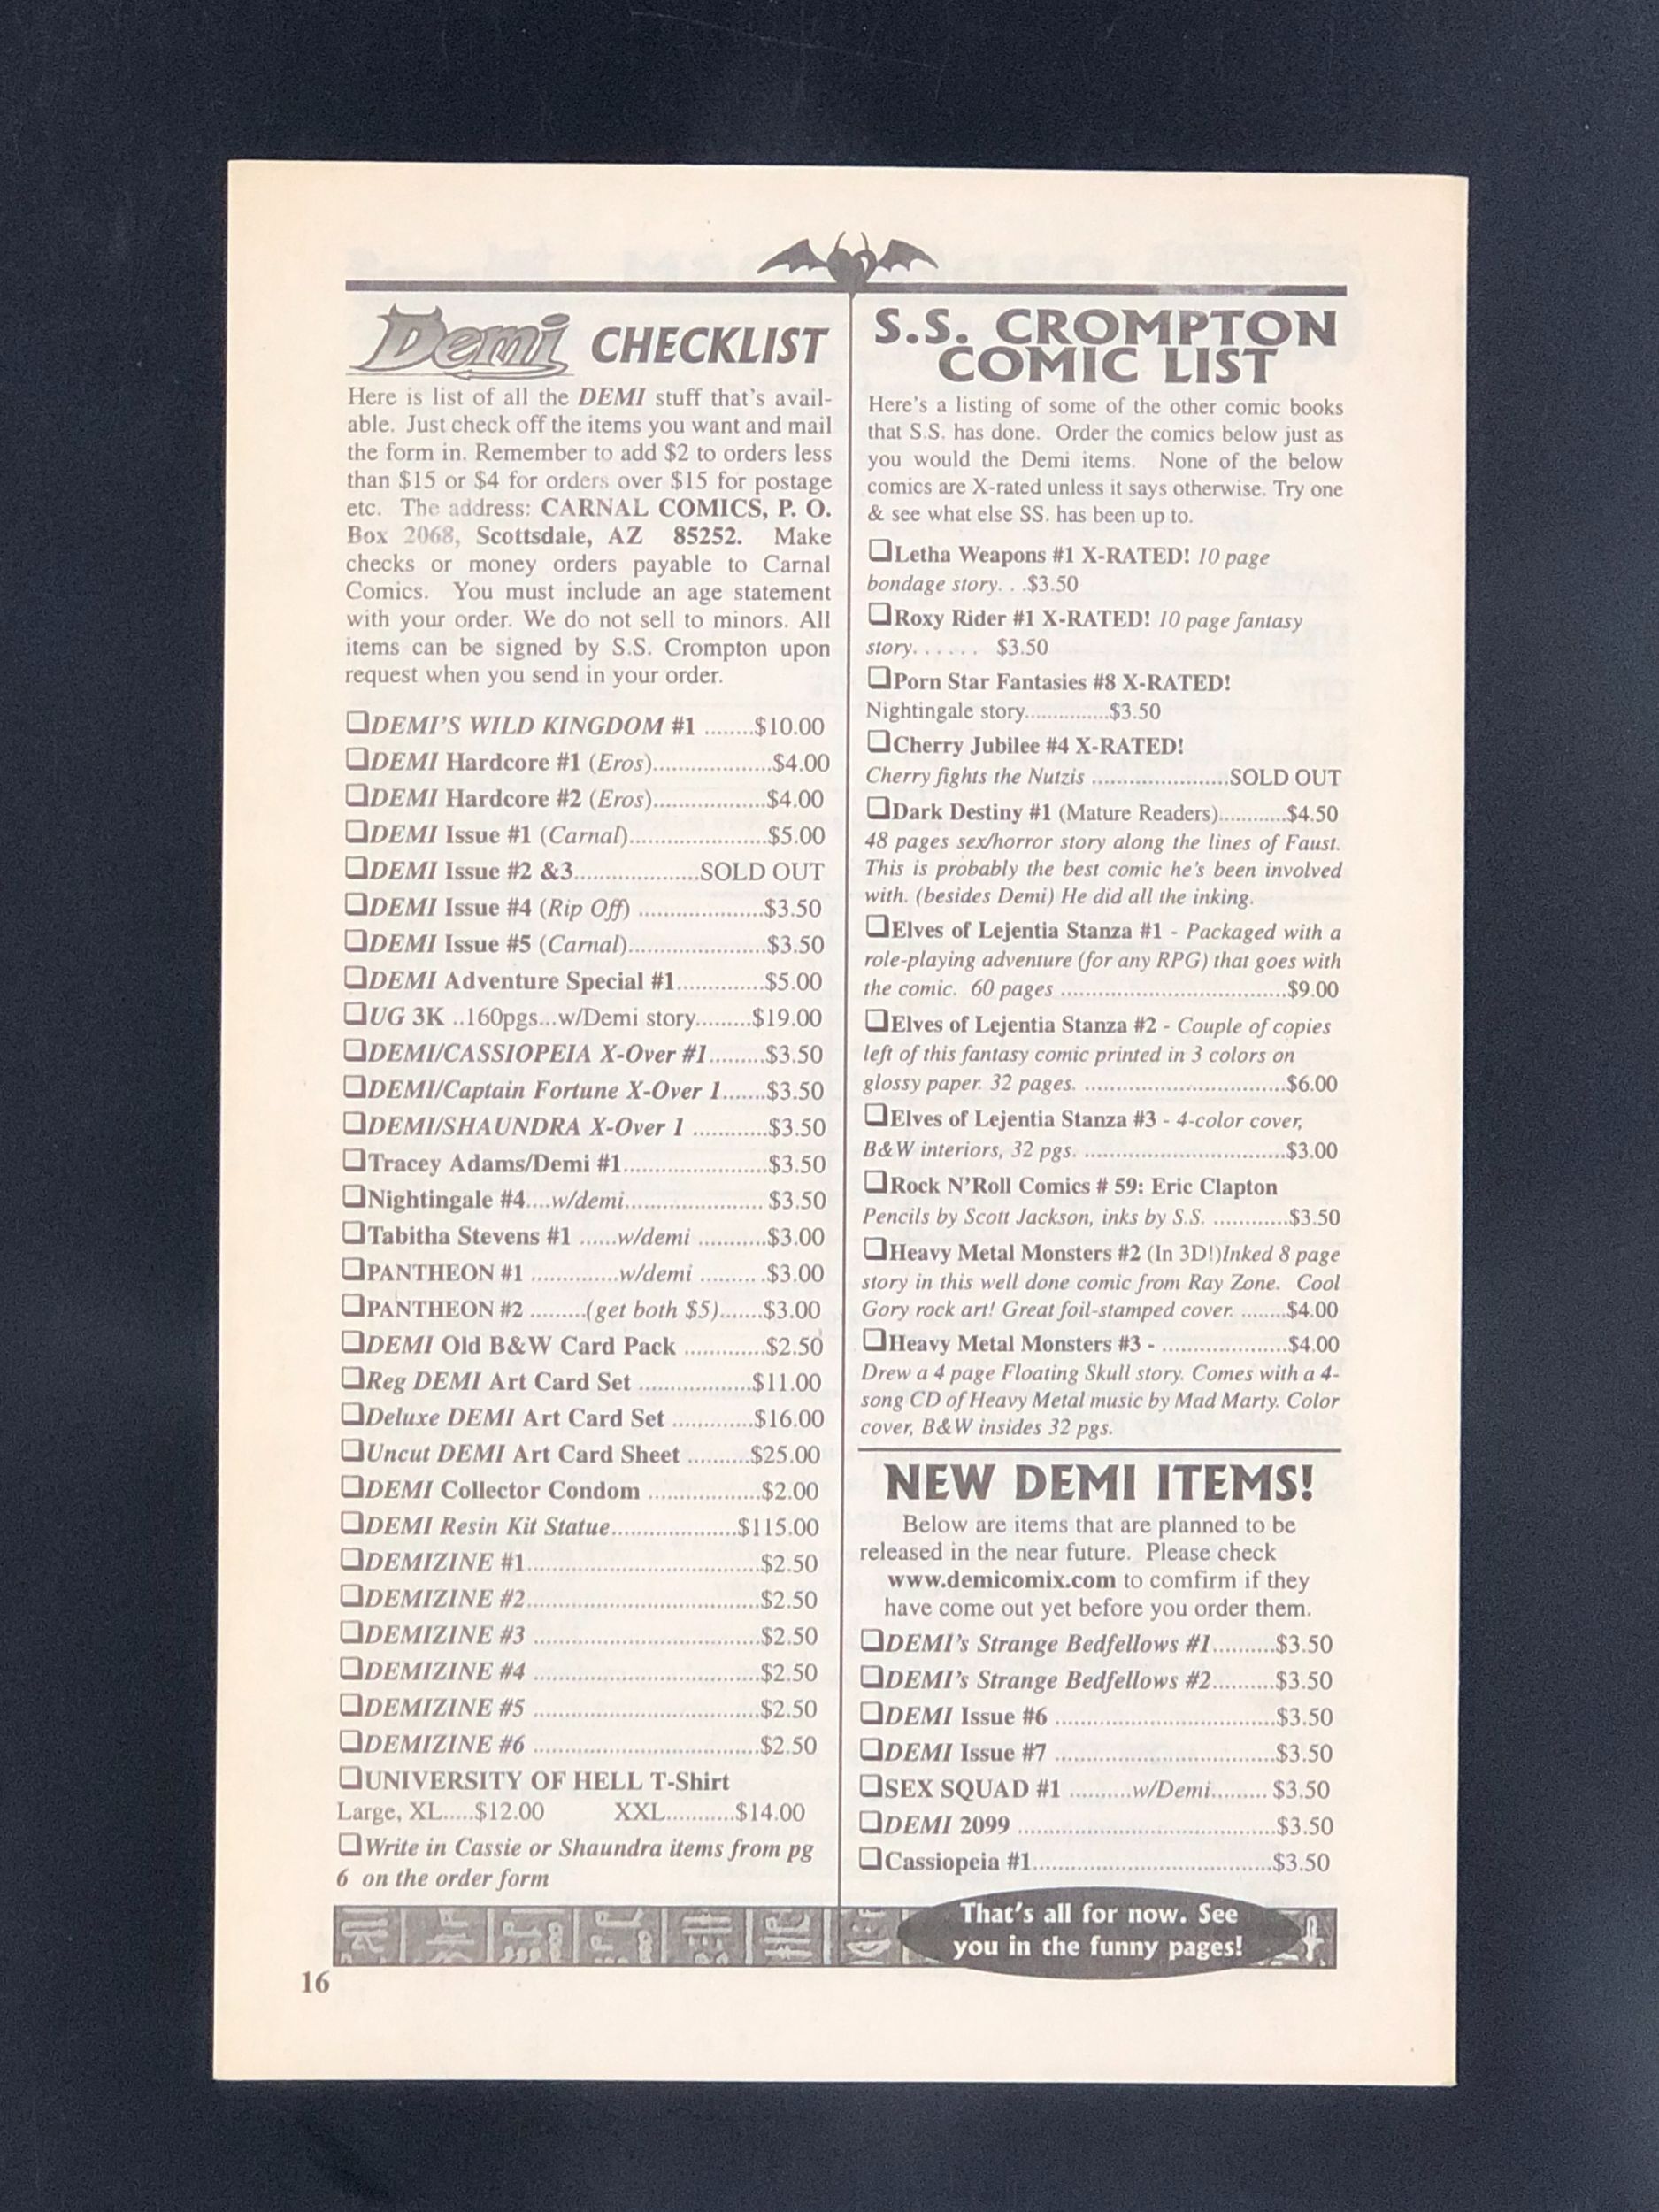 Demi CHECKLIST
Here is list of all the DEMI stuff that's avail-
able. Just check off the items you want and mail
the form in. Remember to add $2 to orders less
than $15 or $4 for orders over $15 for postage
etc. The address: CARNAL COMICS, P. O.
Box 2068, Scottsdale, AZ 85252. Make
checks or money orders payable to Carnal
Comics. You must include an age statement
with your order. We do not sell to minors. All
items can be signed by S.S. Crompton upon
request when you send in your order.
❑DEMI'S WILD KINGDOM #1 ........$10.00
❑DEMI Hardcore #1 (Eros)...................$4.00
❑DEMI Hardcore #2 (Eros)..................$4.00
❑DEMI Issue #1 (Carnal)......................$5.00
❑DEMI Issue #2 &3....................SOLD OUT
❑DEMI Issue #4 (Rip Off) ....................$3.50
❑DEMI Issue #5 (Carnal)......................$3.50
❑DEMI Adventure Special #1..............$5.00
❑UG 3K ..160pgs...w/Demi story.........$19.00
❑DEMI/CASSIOPEIA X-Over #1.........$3.50
❑DEMI/Captain Fortune X-Over 1.......$3.50
❑DEMI/SHAUNDRA X-Over 1 ............$3.50
❑Tracey Adams/Demi #1.......................$3.50
❑Nightingale #4....w/demi...................... $3.50
❑Tabitha Stevens #1 ......w/demi ...........$3.00
❑PANTHEON #1 ..............w/demi ..........$3.00
❑PANTHEON #2 .........(get both $5).......$3.00
❑DEMI Old B&W Card Pack .............$2.50
❑Reg DEMI Art Card Set ..................$11.00
❑Deluxe DEMI Art Card Set .............$16.00
❑Uncut DEMI Art Card Sheet ..........$25.00
❑DEMI Collector Condom ..................$2.00
❑DEMI Resin Kit Statue....................$115.00
❑DEMIZINE #1.....................................$2.50
❑DEMIZINE #2.....................................$2.50
❑DEMIZINE #3 ....................................$2.50
❑DEMIZINE #4 ....................................$2.50
❑DEMIZINE #5 ....................................$2.50
❑DEMIZINE #6 ....................................$2.50
❑UNIVERSITY OF HELL T-Shirt
Large, XL.....$12.00 XXL...........$14.00
❑Write in Cassie or Shaundra items from pg
6 on the order form
S.S. CROMPTON
COMIC LIST
Here's a listing of some of the other comic books
that S.S. has done. Order the comics below just as
you would the Demi items. None of the below
comics are X-rated unless it says otherwise. Try one
& see what else SS. has been up to.
❑Letha Weapons #1 X-RATED! 10 page
bondage story. . .$3.50
❑Roxy Rider #1 X-RATED! 10 page fantasy
story. . . . . . $3.50
❑Porn Star Fantasies #8 X-RATED!
Nightingale story...............$3.50
❑Cherry Jubilee #4 X-RATED!
Cherry fights the Nutzis ......................SOLD OUT
❑Dark Destiny #1 (Mature Readers)............$4.50
48 pages sex/horror story along the lines of Faust.
This is probably the best comic he's been involved
with. (besides Demi) He did all the inking.
❑Elves of Lejentia Stanza #1 - Packaged with a
role-playing adventure (for any RPG) that goes with
the comic. 60 pages .....................................$9.00
❑Elves of Lejentia Stanza #2 - Couple of copies
left of this fantasy comic printed in 3 colors on
glossy paper. 32 pages. .................................$6.00
❑Elves of Lejentia Stanza #3 - 4-color cover,
B&W interiors, 32 pgs. .................................$3.00
❑Rock N'Roll Comics # 59: Eric Clapton
Pencils by Scott Jackson, inks by S.S. ............$3.50
❑Heavy Metal Monsters #2 (In 3D!)Inked 8 page
story in this well done comic from Ray Zone. Cool
Gory rock art! Great foil-stamped cover. ........$4.00
❑Heavy Metal Monsters #3 - ....................$4.00
Drew a 4 page Floating Skull story. Comes with a 4-
song CD of Heavy Metal music by Mad Marty. Color
cover, B&W insides 32 pgs.
NEW DEMI ITEMS!
Below are items that are planned to be
released in the near future. Please check
www.demicomix.com to comfirm if they
have come out yet before you order them.
❑DEMI's Strange Bedfellows #1..........$3.50
❑DEMI's Strange Bedfellows #2..........$3.50
❑DEMI Issue #6 ...................................$3.50
❑DEMI Issue #7 ...................................$3.50
❑SEX SQUAD #1 ..........w/Demi......... $3.50
❑DEMI 2099 .........................................$3.50
❑Cassiopeia #1......................................$3.50
That's all for now. See
you in the funny pages!
16